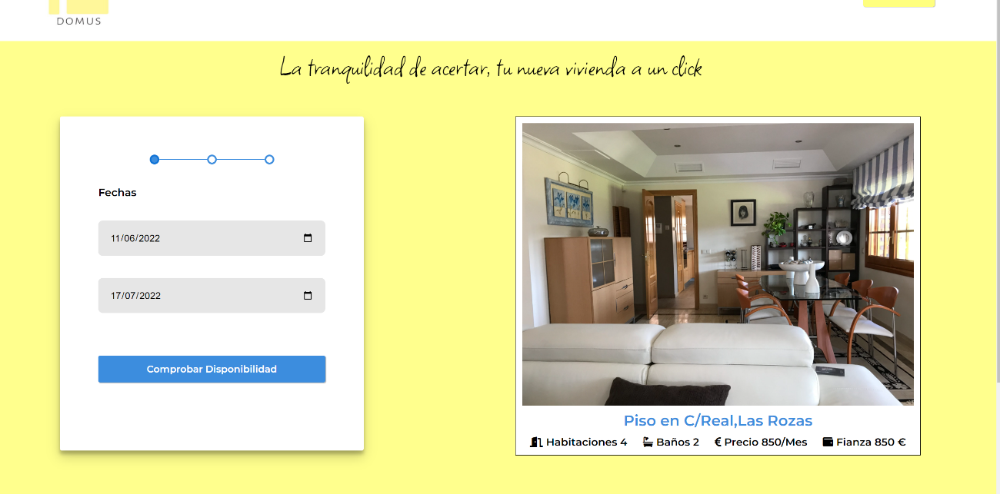 DOMUS
La tranquilidad de acertar, tu nueva vivienda a un click
Fechas
11/06/2022
17/07/2022
Comprobar Disponibilidad
Piso en C/Real,Las Rozas
Habitaciones 4 Baños 2 € Precio 850/Mes Fianza 850 €